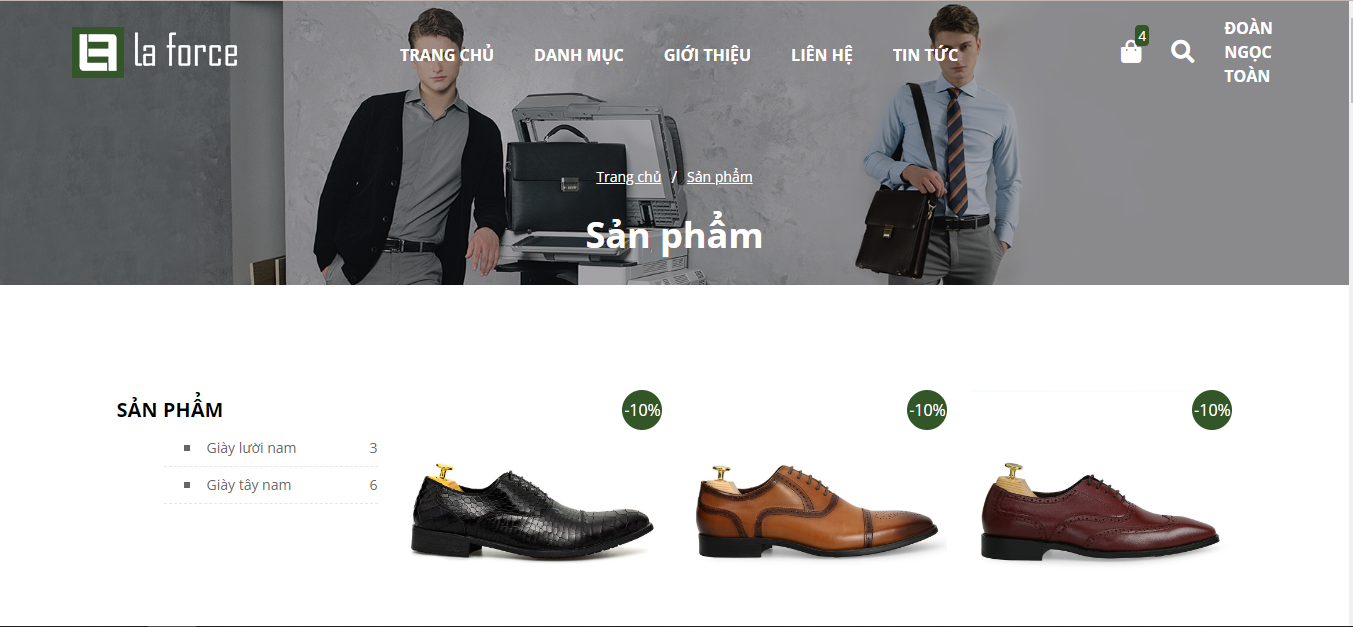 la force
TRANG CHỦ
DANH MỤC
GIỚI THIỆU
LIÊN HỆ
TIN TỨC
4
ĐOÀN
NGỌC
TOÀN
Trang chủ / Sản phẩm
Sản phẩm
SẢN PHẨM
Giày lười nam 3
Giày tây nam 6
-10%
-10%
-10%